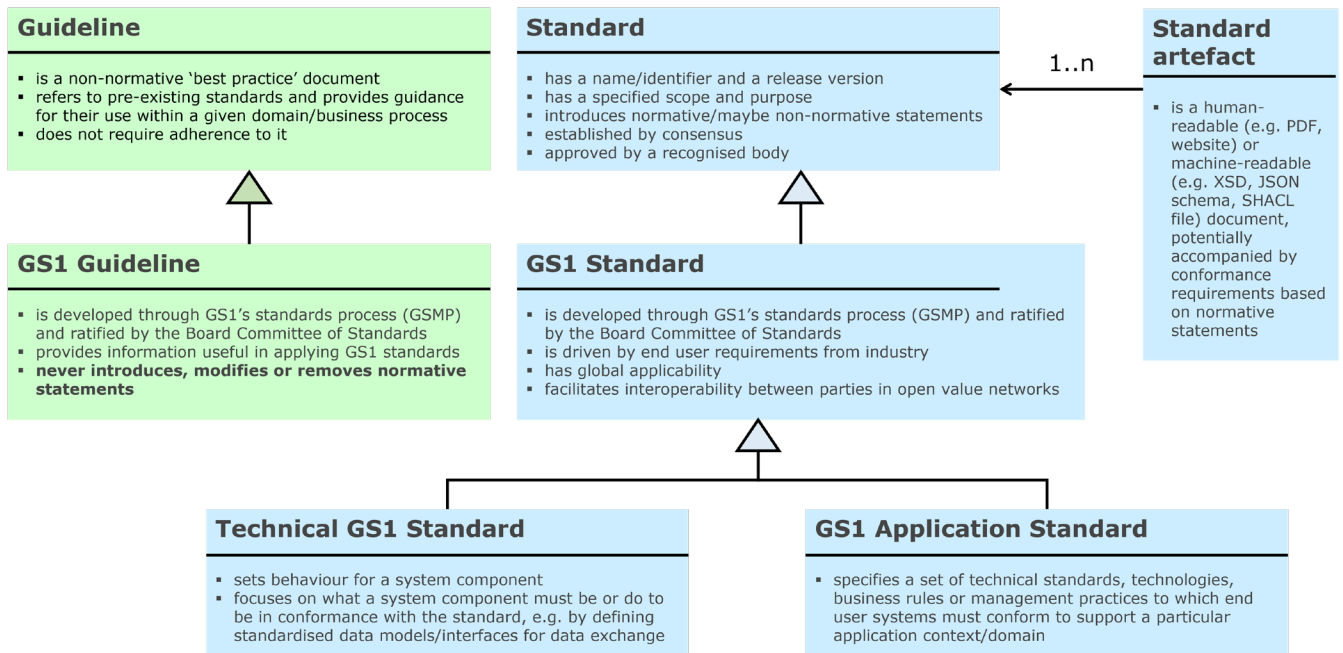 Guideline
▪ is a non-normative ‘best practice’ document
▪ refers to pre-existing standards and provides guidance
for their use within a given domain/business process
▪ does not require adherence to it
Standard
▪ has a name/identifier and a release version
▪ has a specified scope and purpose
▪ introduces normative/maybe non-normative statements
▪ established by consensus
▪ approved by a recognised body
1..n
Standard
artefact
▪ is a human-
readable (e.g. PDF,
website) or
machine-readable
(e.g. XSD, JSON
schema, SHACL
file) document,
potentially
accompanied by
conformance
requirements based
on normative
statements
GS1 Guideline
▪ is developed through GS1’s standards process (GSMP)
and ratified by the Board Committee of Standards
▪ provides information useful in applying GS1 standards
▪ never introduces, modifies or removes normative
statements
GS1 Standard
▪ is developed through GS1’s standards process (GSMP) and ratified
by the Board Committee of Standards
▪ is driven by end user requirements from industry
▪ has global applicability
▪ facilitates interoperability between parties in open value networks
Technical GS1 Standard
▪ sets behaviour for a system component
▪ focuses on what a system component must be or do to
be in conformance with the standard, e.g. by defining
standardised data models/interfaces for data exchange
GS1 Application Standard
▪ specifies a set of technical standards, technologies,
business rules or management practices to which end
user systems must conform to support a particular
application context/domain